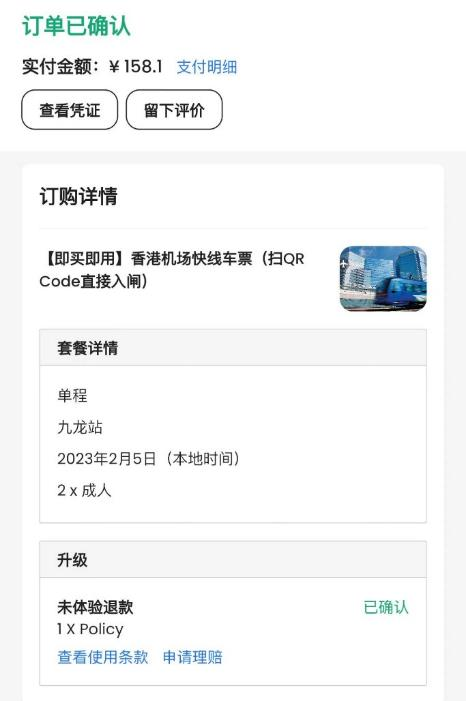 订单已确认
实付金额：¥ 158.1 支付明细
查看凭证 留下评价
订购详情
【即买即用】香港机场快线车票（扫QR
Code直接入闸）
套餐详情
单程
九龙站
2023年2月5日（本地时间）
2 x 成人
升级
未体验退款 已确认
1 X Policy
查看使用条款 申请理赔